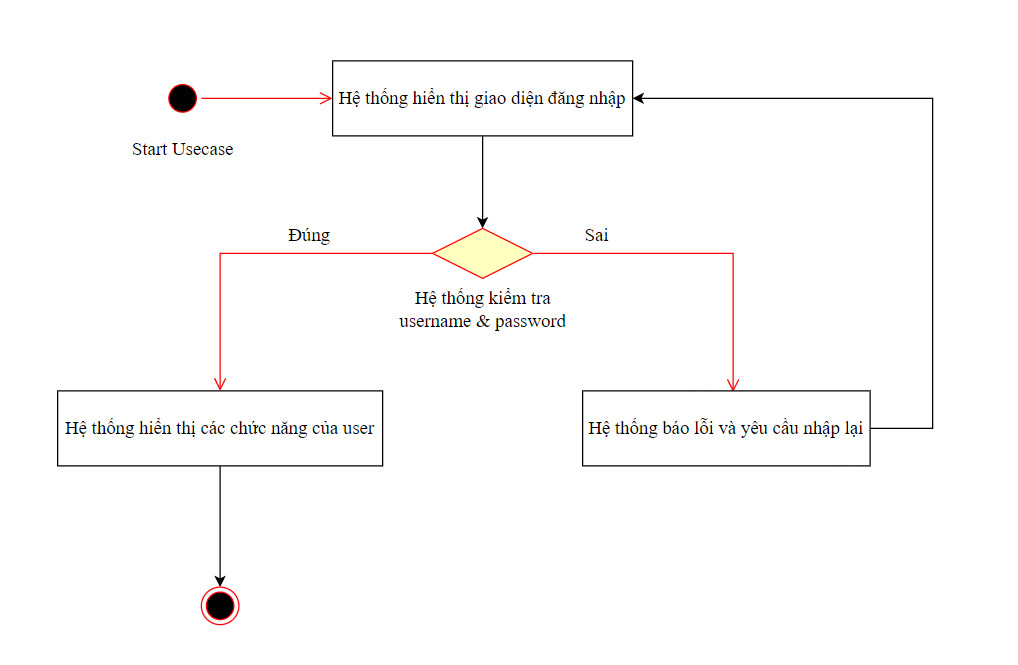 Hệ thống hiển thị giao diện đăng nhập
Start Usecase
Đúng
Sai
Hệ thống kiểm tra
username & password
Hệ thống hiển thị các chức năng của user
Hệ thống báo lỗi và yêu cầu nhập lại